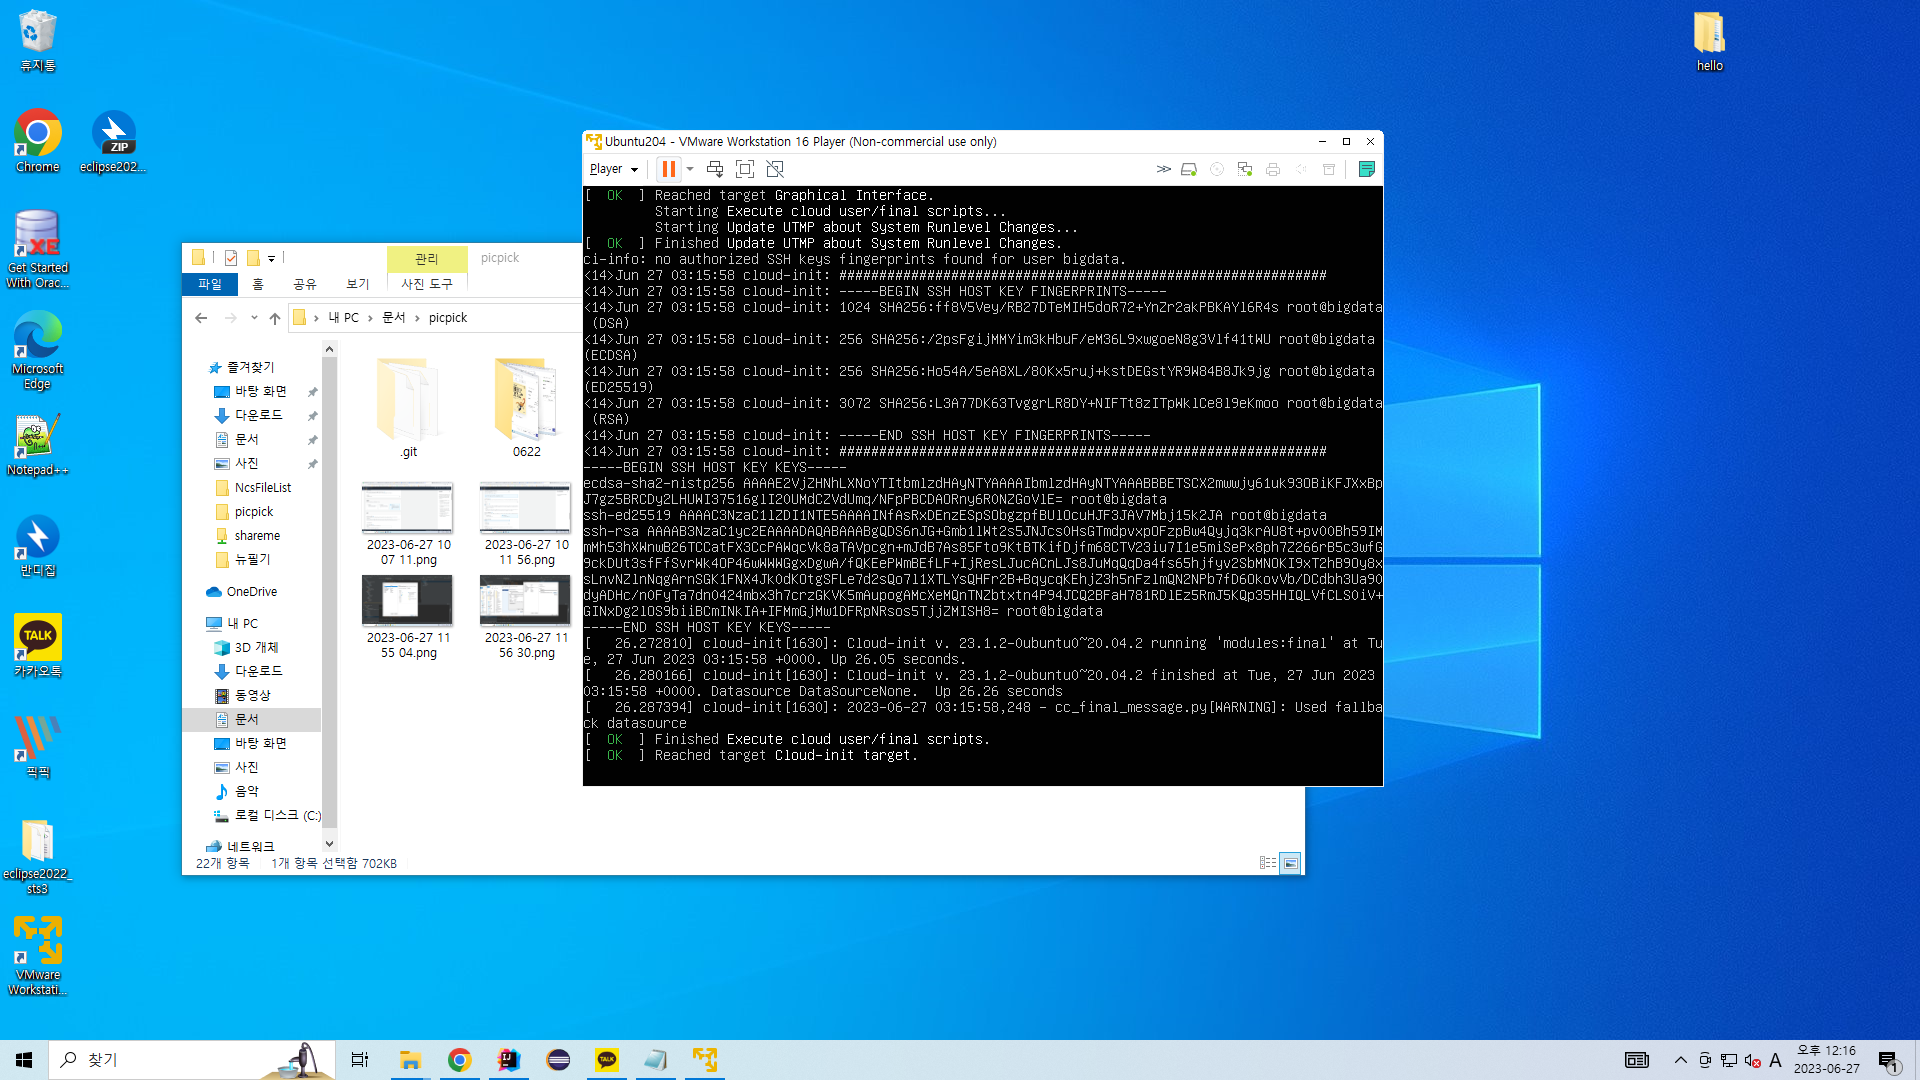 휴지통
hello
Chrome
eclipse202...
ZIP
Get Started
With Orac...
Microsoft
Edge
Notepad++
반디집
카카오톡
픽픽
eclipse2022_
sts3
VMware
Workstati...
관리
picpick
파일
홈
공유
보기
사진 도구
내 PC
문서
picpick
즐겨찾기
바탕 화면
다운로드
문서
사진
NcsFileList
picpick
shareme
뉴필기
OneDrive
내 PC
3D 개체
다운로드
동영상
문서
바탕 화면
사진
음악
로컬 디스크 (C:)
네트워크
.git
0622
2023-06-27 10
07 11.png
2023-06-27 10
11 56.png
2023-06-27 11
55 04.png
2023-06-27 11
56 30.png
22개 항목
1개 항목 선택함 702KB
Ubuntu204 - VMware Workstation 16 Player (Non-commercial use only)
Player
[  OK  ] Reached target Graphical Interface.
Starting Execute cloud user/final scripts...
Starting Update UTMP about System Runlevel Changes...
[  OK  ] Finished Update UTMP about System Runlevel Changes.
ci-info: no authorized SSH keys fingerprints found for user bigdata.
<14>Jun 27 03:15:58 cloud-init: #############################################################
<14>Jun 27 03:15:58 cloud-init: -----BEGIN SSH HOST KEY FINGERPRINTS-----
<14>Jun 27 03:15:58 cloud-init: 1024 SHA256:ff8V5Vey/RB27DTeMIH5doR72+YnZr2akPBKAYl6R4s root@bigdata
(DSA)
<14>Jun 27 03:15:58 cloud-init: 256 SHA256:/2psFgijMMYim3kHbuF/eM36L9xwgoeN8g3Vlf41tWU root@bigdata
(ECDSA)
<14>Jun 27 03:15:58 cloud-init: 256 SHA256:Ho54A/5eA8XL/80Kx5ruj+kstDEGstYR9W84B8Jk9jg root@bigdata
(ED25519)
<14>Jun 27 03:15:58 cloud-init: 3072 SHA256:L3A77DK63TvggrLR8DY+NIFTt8zITpWklCe8l9eKmoo root@bigdata
(RSA)
<14>Jun 27 03:15:58 cloud-init: -----END SSH HOST KEY FINGERPRINTS-----
<14>Jun 27 03:15:58 cloud-init: #############################################################
-----BEGIN SSH HOST KEY KEYS-----
ecdsa-sha2-nistp256
root@bigdata
ssh-ed25519 root@bigdata
ssh-rsa
root@bigdata
-----END SSH HOST KEY KEYS-----
[   26.272810] cloud-init[1630]: Cloud-init v. 23.1.2-0ubuntu0~20.04.2 running 'modules:final' at Tu
e, 27 Jun 2023 03:15:58 +0000. Up 26.05 seconds.
[   26.280166] cloud-init[1630]: Cloud-init v. 23.1.2-0ubuntu0~20.04.2 finished at Tue, 27 Jun 2023
03:15:58 +0000. Datasource DataSourceNone.  Up 26.26 seconds
[   26.287394] cloud-init[1630]: 2023-06-27 03:15:58,248 - cc_final_message.py[WARNING]: Used fallba
ck datasource
[  OK  ] Finished Execute cloud user/final scripts.
[  OK  ] Reached target Cloud-init target.
찾기
A
오후 12:16
2023-06-27
1